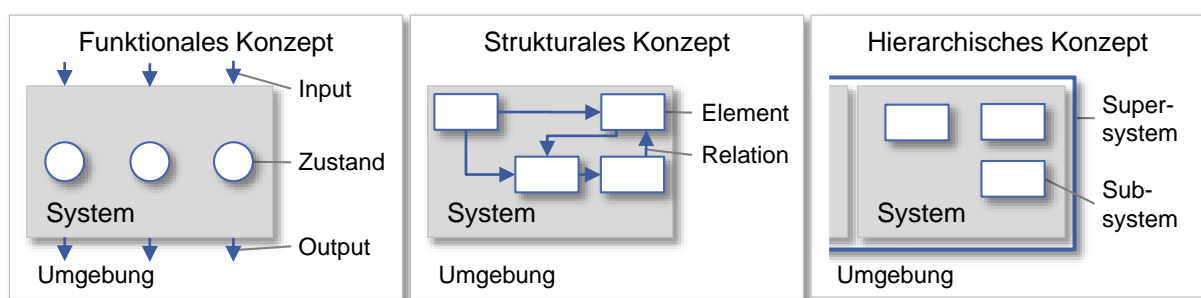 Funktionales Konzept
Input
Zustand
System
Output
Umgebung
Strukturales Konzept
Element
Relation
System
Umgebung
Hierarchisches Konzept
Super-
system
Sub-
system
System
Umgebung